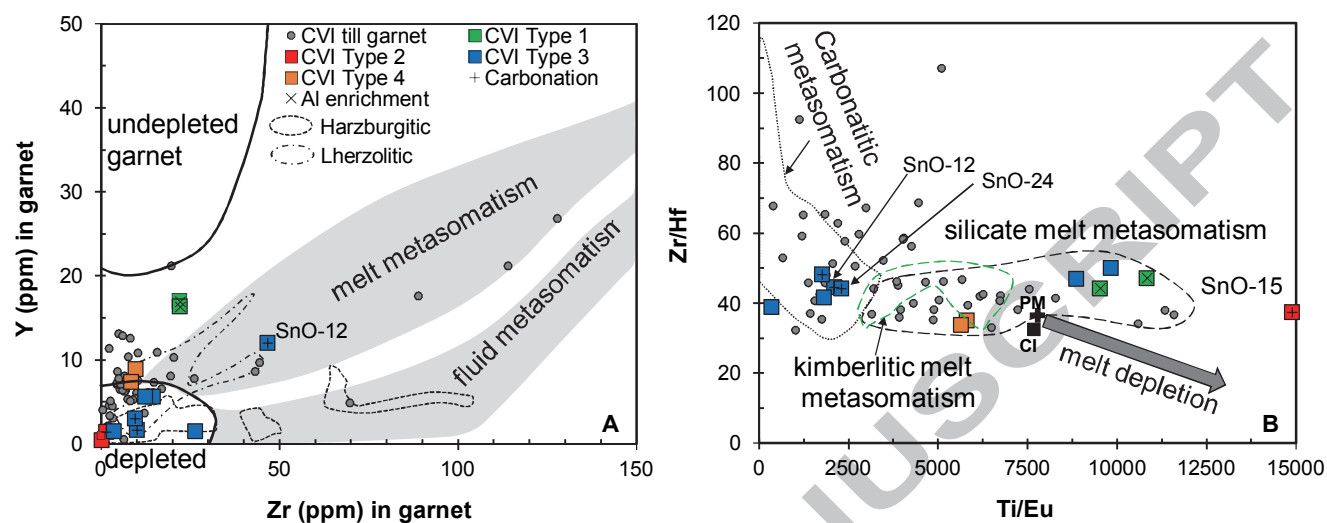 50
40
30
20
10
0
Y (ppm) in garnet
CVI till garnet
CVI Type 1
CVI Type 2
CVI Type 3
CVI Type 4
Carbonation
Al enrichment
Harzburgitic
Lherzolitic
undepleted
garnet
melt metasomatism
SnO-12
fluid metasomatism
depleted
A
0
50
100
150
Zr (ppm) in garnet
120
100
80
60
40
20
0
Zr/Hf
Carbonatitic
metasomatism
SnO-12
SnO-24
silicate melt metasomatism
SnO-15
PM
CI
kimberlitic melt
metasomatism
melt depletion
B
0
2500
5000
7500
10000
12500
15000
Ti/Eu
USCRIPT